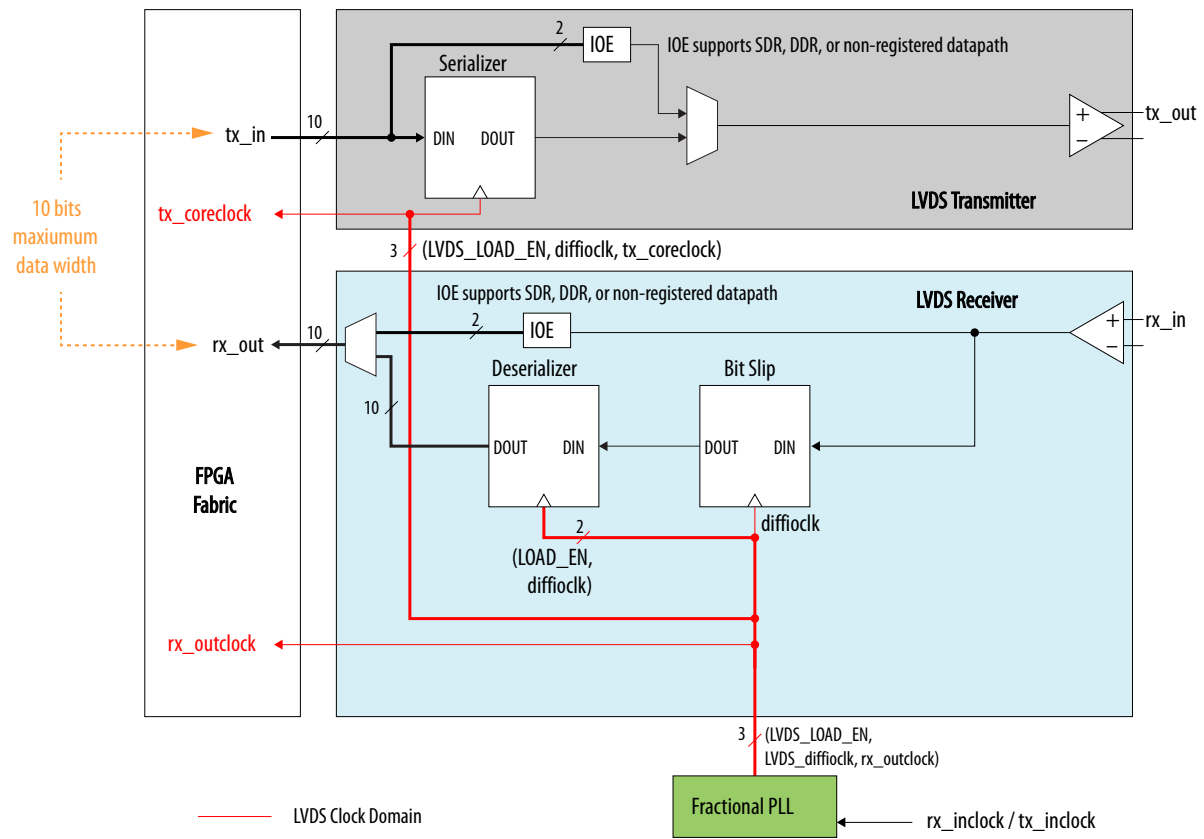 2
IOE
IOE supports SDR, DDR, or non-registered datapath
Serializer
tx_in
10
DIN
DOUT
+
−
tx_out
10 bits
maxiumum
data width
tx_coreclock
LVDS Transmitter
3
(LVDS_LOAD_EN, diffioclk, tx_coreclock)
IOE supports SDR, DDR, or non-registered datapath
LVDS Receiver
rx_out
10
2
IOE
+
−
rx_in
Deserializer
Bit Slip
10
DOUT
DIN
DOUT
DIN
FPGA
Fabric
2
diffioclk
(LOAD_EN,
diffioclk)
rx_outclock
3
(LVDS_LOAD_EN,
LVDS_diffioclk, rx_outclock)
LVDS Clock Domain
Fractional PLL
rx_inclock / tx_inclock